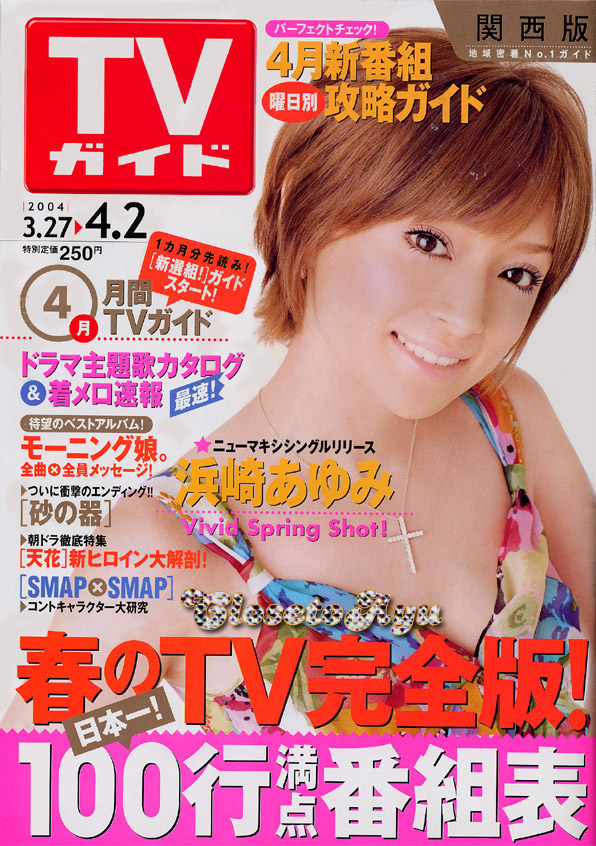 TV
ガイド
関西版
地域密着No.1ガイド
パーフェクトチェック!
4月新番組
曜日別
攻略ガイド
2004
3.27▶4.2
特別定価250円
1カ月分先読み!
[新選組!]ガイド
スタート!
4月
月間
TVガイド
ドラマ主題歌カタログ
&着メロ速報
最速!
待望のベストアルバム!
モーニング娘。
全曲×全員メッセージ!
★ニューマキシシングルリリース
浜崎あゆみ
Vivid Spring Shot!
▶ついに衝撃のエンディング!!
[砂の器]
▶朝ドラ徹底特集
[天花]新ヒロイン大解剖!
[SMAP×SMAP]
▶コントキャラクター大研究
ClosetoAyu
春のTV完全版!
日本一!
100行満点番組表